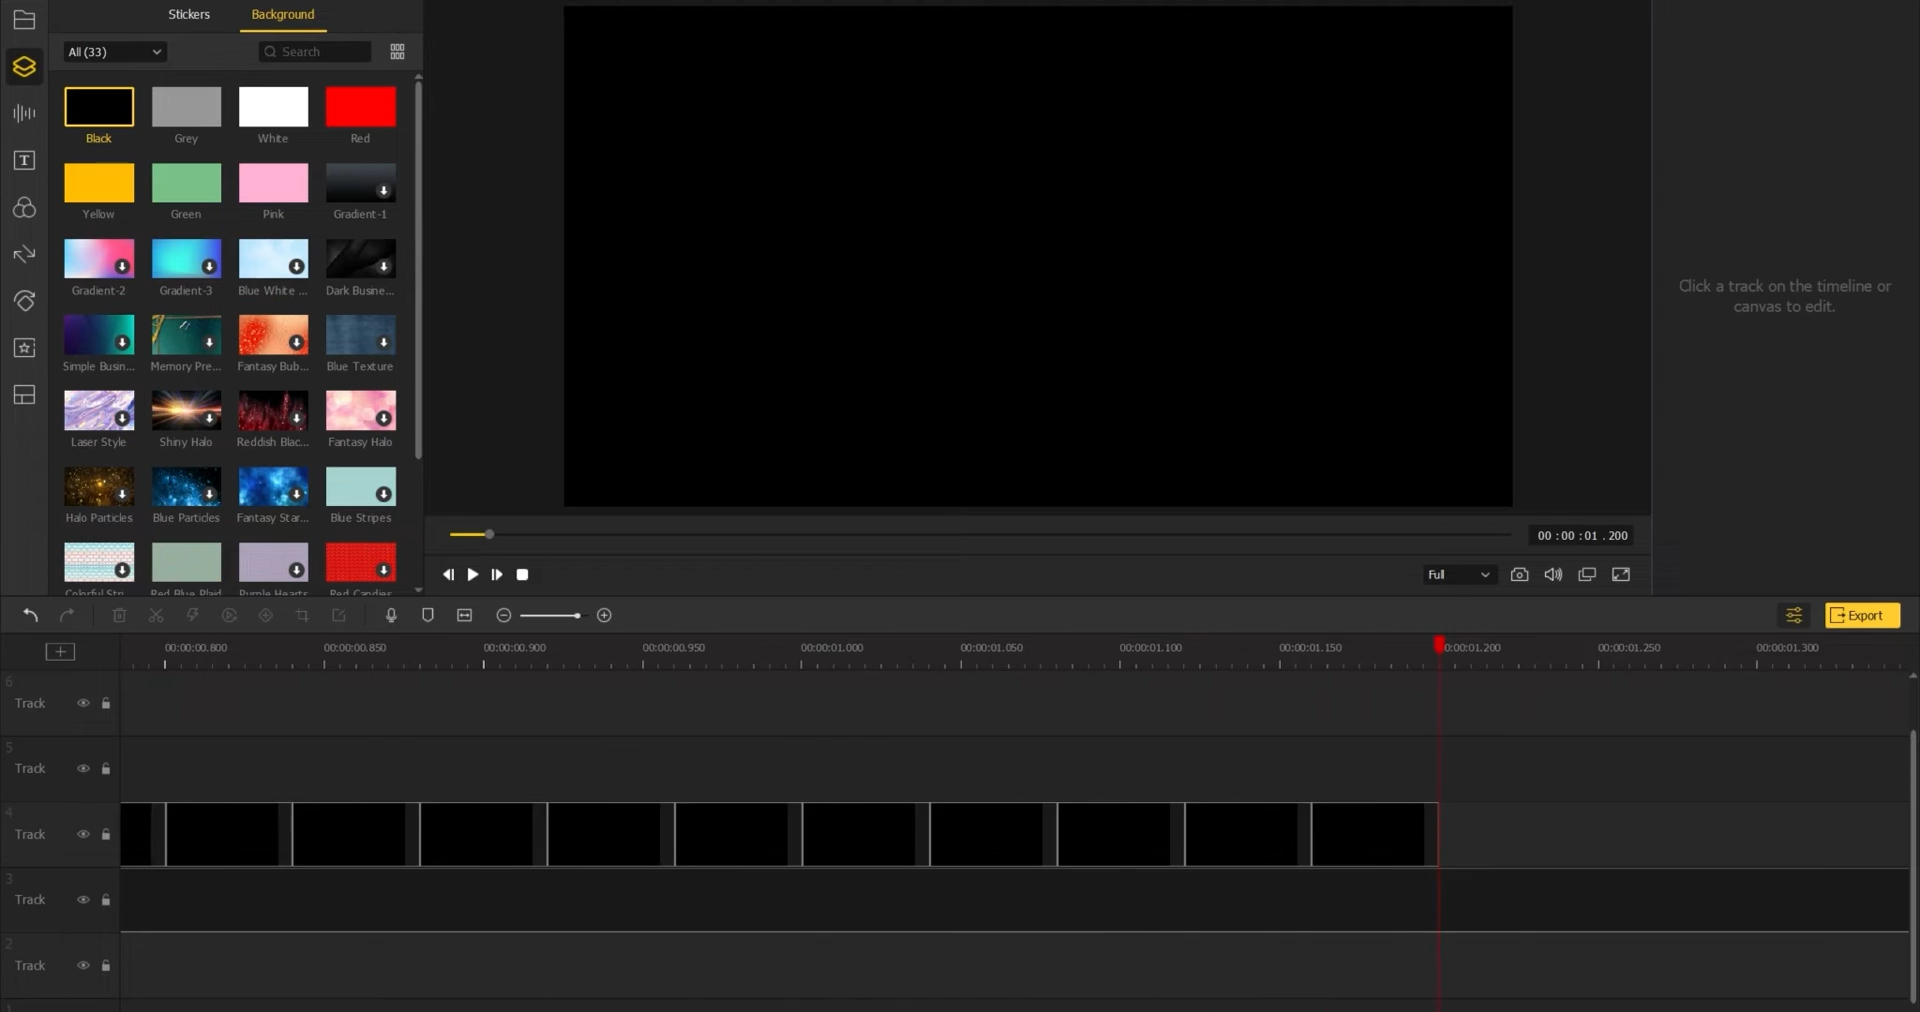 Stickers
Background
All (33)
Search
Black
Grey
White
Red
Yellow
Green
Pink
Gradient-1
Gradient-2
Gradient-3
Blue White ...
Dark Busine...
Simple Busin...
Memory Pre...
Fantasy Bub...
Blue Texture
Laser Style
Shiny Halo
Reddish Blac...
Fantasy Halo
Halo Particles
Blue Particles
Fantasy Star...
Blue Stripes
Colorful Stri...
Red Blue Plaid
Purple Hearts
Red Candies
Click a track on the timeline or
canvas to edit.
00 : 00 : 01 . 200
Full
Export
00:00:00.800
00:00:00.850
00:00:00.900
00:00:00.950
00:00:01.000
00:00:01.050
00:00:01.100
00:00:01.150
0:00:01.200
00:00:01.250
00:00:01.300
6
Track
5
Track
4
Track
3
Track
2
Track